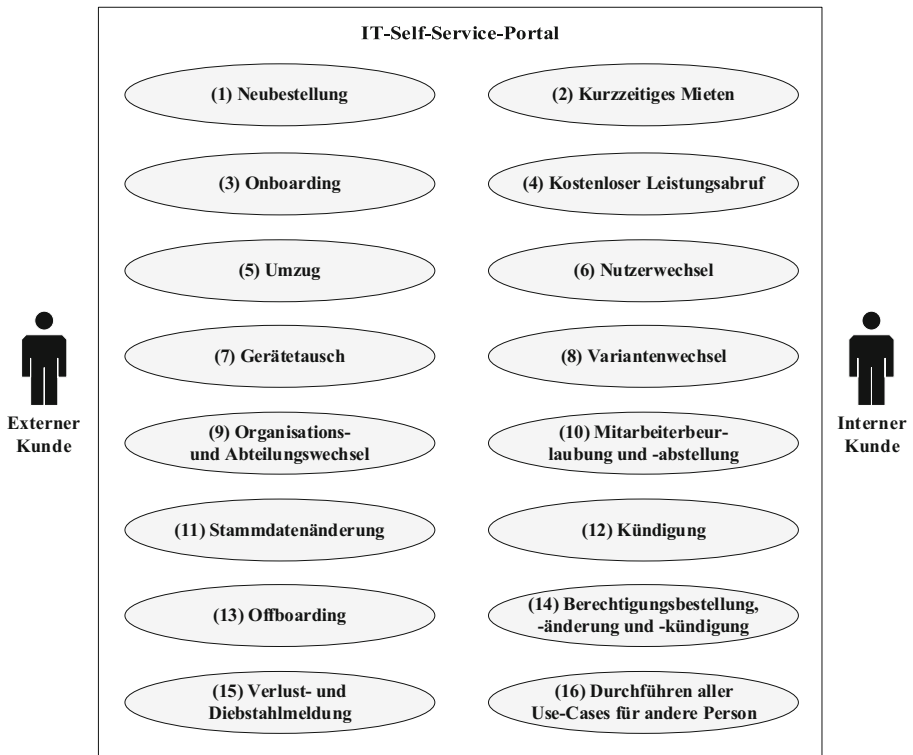 IT-Self-Service-Portal
(1) Neubestellung
(2) Kurzzeitiges Mieten
(3) Onboarding
(4) Kostenloser Leistungsabruf
(5) Umzug
(6) Nutzerwechsel
(7) Gerätetausch
(8) Variantenwechsel
Externer
Kunde
Interner
Kunde
(9) Organisations-
und Abteilungswechsel
(10) Mitarbeiterbeur-
laubung und -abstellung
(11) Stammdatenänderung
(12) Kündigung
(13) Offboarding
(14) Berechtigungsbestellung,
-änderung und -kündigung
(15) Verlust- und
Diebstahlmeldung
(16) Durchführen aller
Use-Cases für andere Person